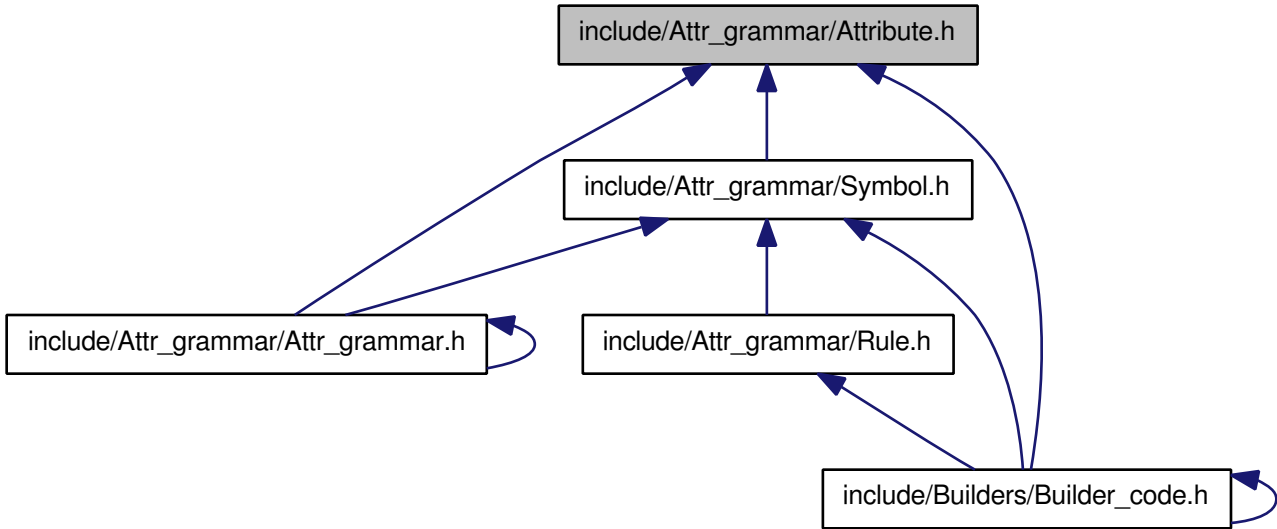 include/Attr_grammar/Attribute.h
include/Attr_grammar/Symbol.h
include/Attr_grammar/Attr_grammar.h
include/Attr_grammar/Rule.h
include/Builders/Builder_code.h